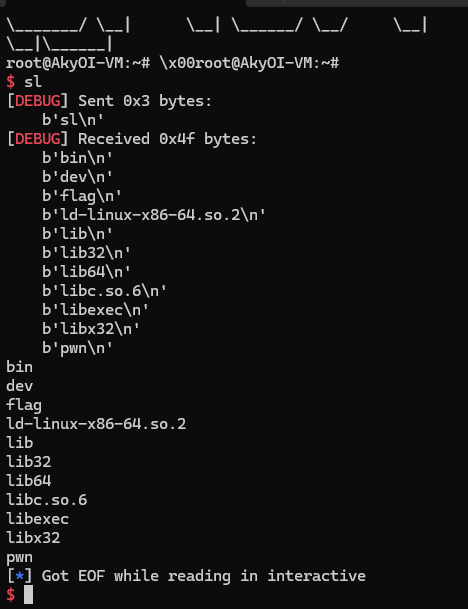 \_______/ \__|      \__| \______/ \__/     \__|
\__|\______|
root@AkyOI-VM:~# \x00root@AkyOI-VM:~#
$ sl
[DEBUG] Sent 0x3 bytes:
    b'sl\n'
[DEBUG] Received 0x4f bytes:
    b'bin\n'
    b'dev\n'
    b'flag\n'
    b'ld-linux-x86-64.so.2\n'
    b'lib\n'
    b'lib32\n'
    b'lib64\n'
    b'libc.so.6\n'
    b'libexec\n'
    b'libx32\n'
    b'pwn\n'
bin
dev
flag
ld-linux-x86-64.so.2
lib
lib32
lib64
libc.so.6
libexec
libx32
pwn
[*] Got EOF while reading in interactive
$